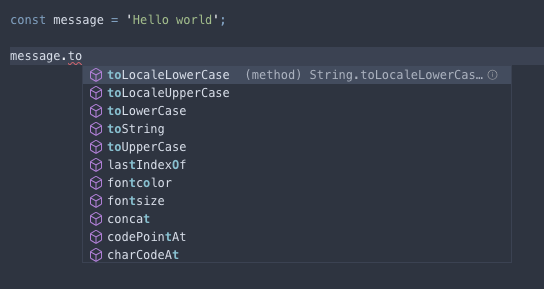 const message = 'Hello world';
message.to
toLocaleLowerCase (method) String.toLocaleLowerCas…
toLocaleUpperCase
toLowerCase
toString
toUpperCase
lastIndexOf
fontcolor
fontsize
concat
codePointAt
charCodeAt